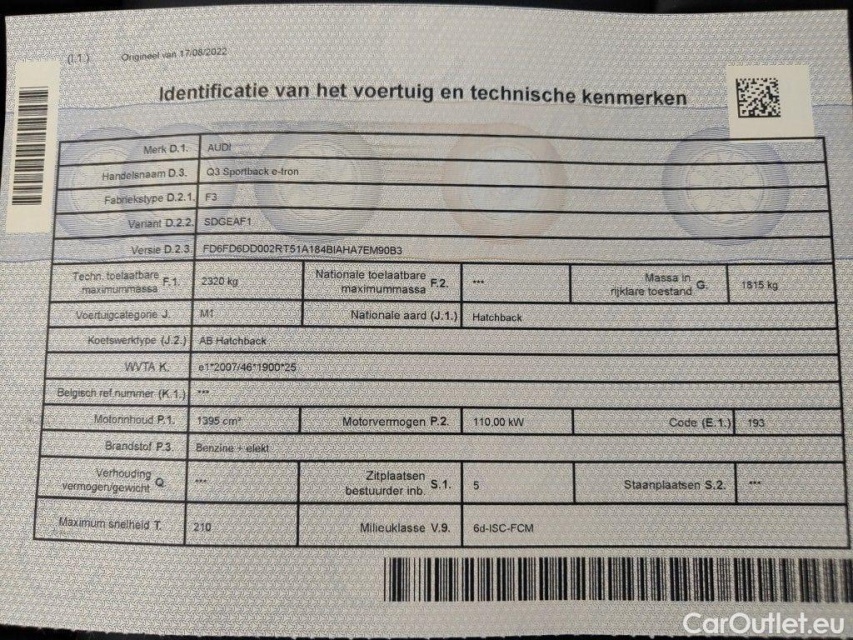 (I.1.) Origineel van 17/08/2022
Identificatie van het voertuig en technische kenmerken
Merk D.1. AUDI
Handelsnaam D.3. Q3 Sportback e-tron
Fabriekstype D.2.1. F3
Variant D.2.2. SDGEAF1
Versie D.2.3. FD6FD6DD002RT51A184BIAHA7EM90B3
Techn. toelaatbare maximummassa F.1. 2320 kg Nationale toelaatbare maximummassa F.2. *** Massa in rijklare toestand G. 1815 kg
Voertuigcategorie J. M1 Nationale aard (J.1.) Hatchback
Koetswerktype (J.2.) AB Hatchback
WVTA K. e1*2007/46*1900*25
Belgisch ref.nummer (K.1.) ***
Motorinhoud P.1. 1395 cm³ Motorvermogen P.2. 110,00 kW Code (E.1.) 193
Brandstof P.3 Benzine + elekt
Verhouding vermogen/gewicht Q. *** Zitplaatsen bestuurder inb. S.1. 5 Staanplaatsen S.2. ***
Maximum snelheid T. 210 Milieuklasse V.9. 6d-ISC-FCM
CarOutlet.eu